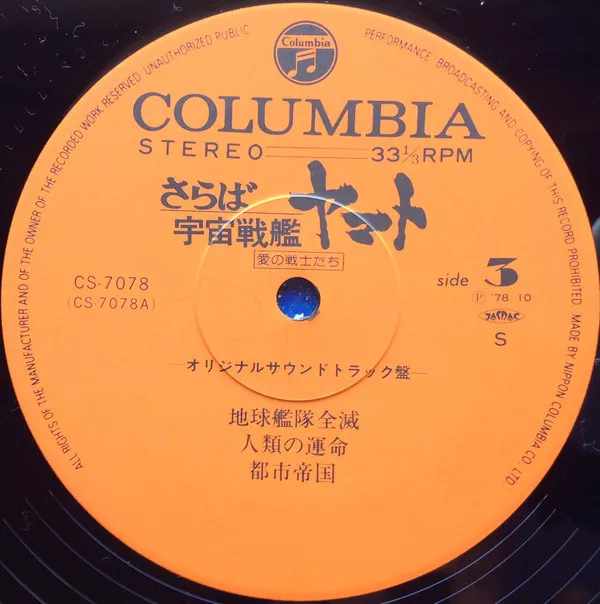 ALL RIGHTS OF THE MANUFACTURER AND OF THE OWNER OF THE RECORDED WORK RESERVED UNAUTHORIZED PUBLIC PERFORMANCE BROADCASTING AND COPYING OF THIS RECORD PROHIBITED MADE BY NIPPON COLUMBIA CO. LTD.
Columbia
COLUMBIA
STEREO 33 1/3 RPM
さらば
宇宙戦艦 ヤマト
愛の戦士たち
CS-7078
(CS-7078A)
side 3
Ⓟ '78. 10
JASRAC
S
オリジナルサウンドトラック盤
地球艦隊全滅
人類の運命
都市帝国